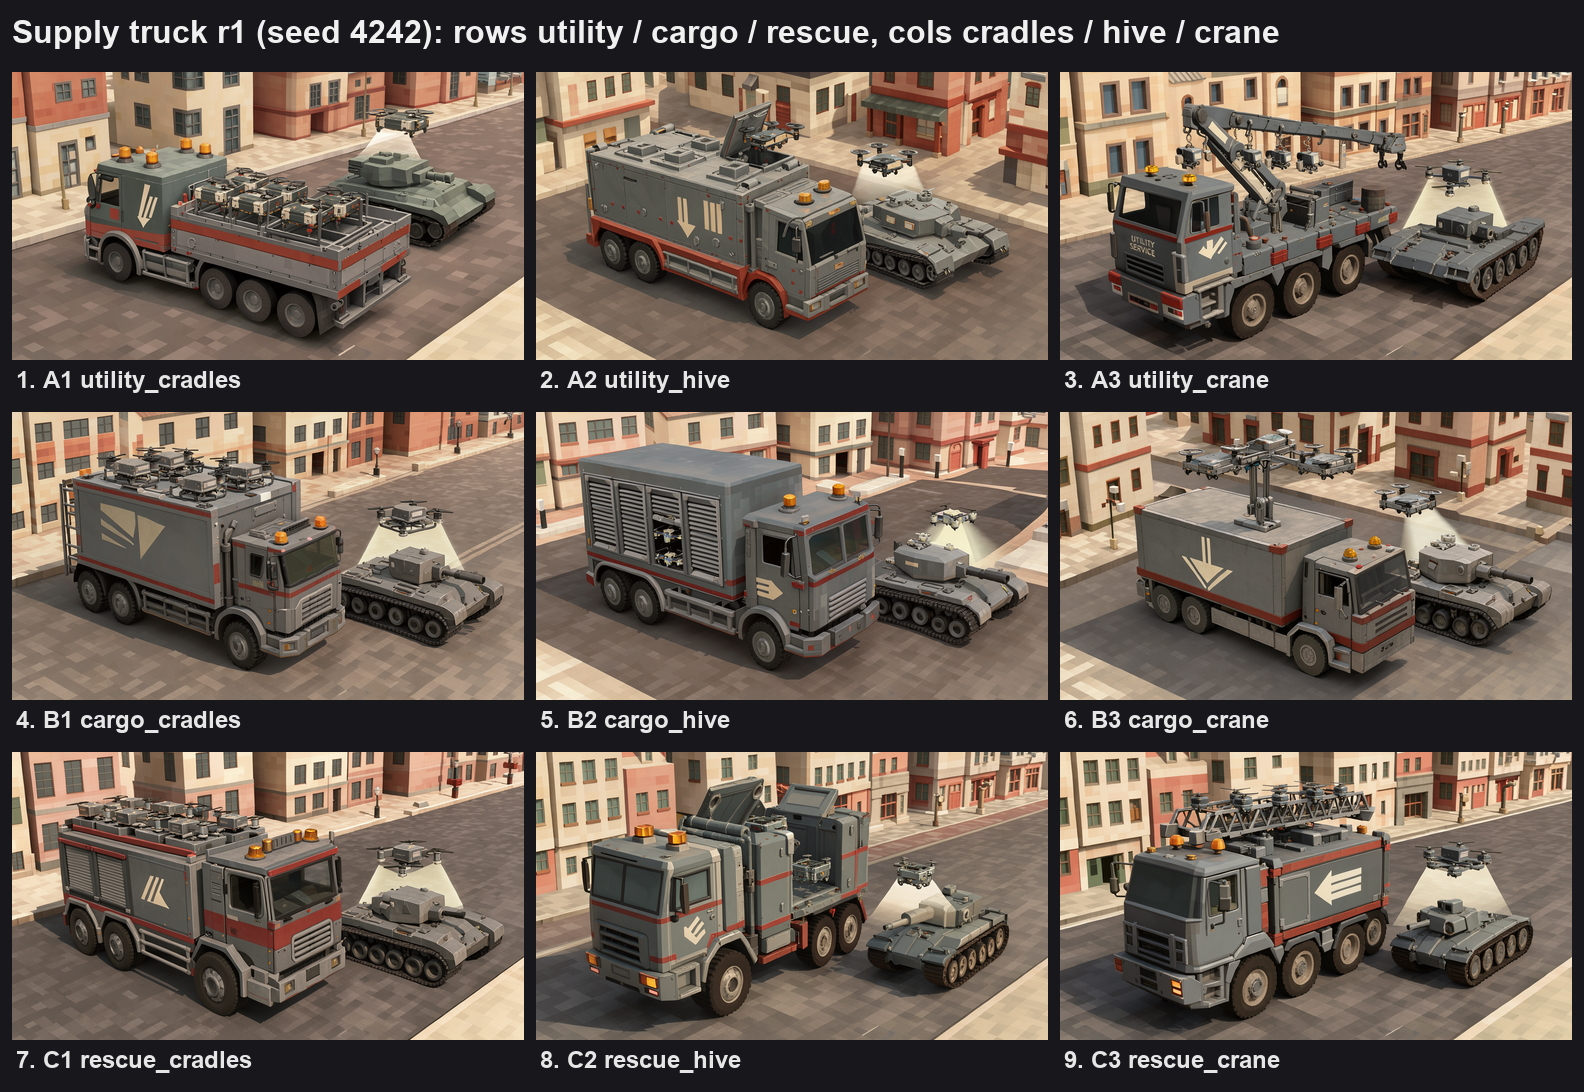 Supply truck r1 (seed 4242): rows utility / cargo / rescue, cols cradles / hive / crane
UTILITY
SERVICE
1. A1 utility_cradles
2. A2 utility_hive
3. A3 utility_crane
4. B1 cargo_cradles
5. B2 cargo_hive
6. B3 cargo_crane
7. C1 rescue_cradles
8. C2 rescue_hive
9. C3 rescue_crane